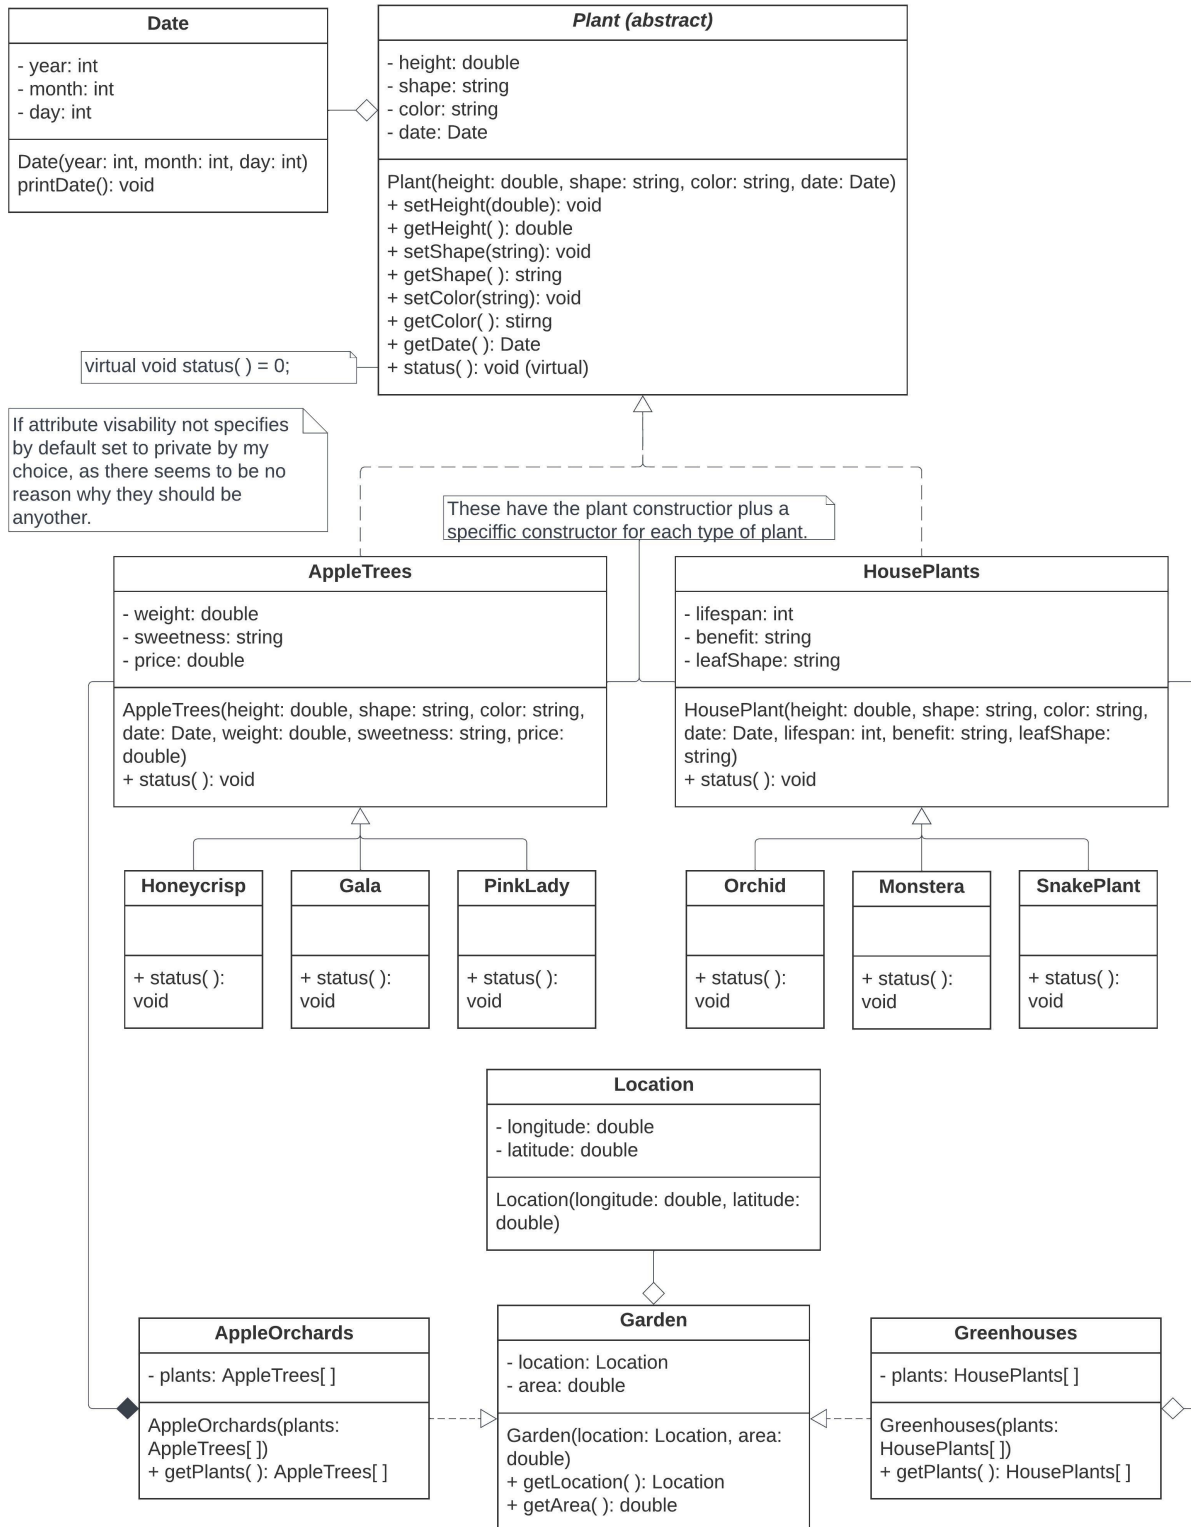 Date
- year: int
- month: int
- day: int
Date(year: int, month: int, day: int)
printDate(): void
Plant (abstract)
- height: double
- shape: string
- color: string
- date: Date
Plant(height: double, shape: string, color: string, date: Date)
+ setHeight(double): void
+ getHeight( ): double
+ setShape(string): void
+ getShape( ): string
+ setColor(string): void
+ getColor( ): stirng
+ getDate( ): Date
+ status( ): void (virtual)
virtual void status( ) = 0;
If attribute visability not specifies
by default set to private by my
choice, as there seems to be no
reason why they should be
anyother.
These have the plant constructior plus a
speciffic constructor for each type of plant.
AppleTrees
- weight: double
- sweetness: string
- price: double
AppleTrees(height: double, shape: string, color: string,
date: Date, weight: double, sweetness: string, price:
double)
+ status( ): void
HousePlants
- lifespan: int
- benefit: string
- leafShape: string
HousePlant(height: double, shape: string, color: string,
date: Date, lifespan: int, benefit: string, leafShape:
string)
+ status( ): void
Honeycrisp
+ status( ):
void
Gala
+ status( ):
void
PinkLady
+ status( ):
void
Orchid
+ status( ):
void
Monstera
+ status( ):
void
SnakePlant
+ status( ):
void
Location
- longitude: double
- latitude: double
Location(longitude: double, latitude:
double)
AppleOrchards
- plants: AppleTrees[ ]
AppleOrchards(plants:
AppleTrees[ ])
+ getPlants( ): AppleTrees[ ]
Garden
- location: Location
- area: double
Garden(location: Location, area:
double)
+ getLocation( ): Location
+ getArea( ): double
Greenhouses
- plants: HousePlants[ ]
Greenhouses(plants:
HousePlants[ ])
+ getPlants( ): HousePlants[ ]